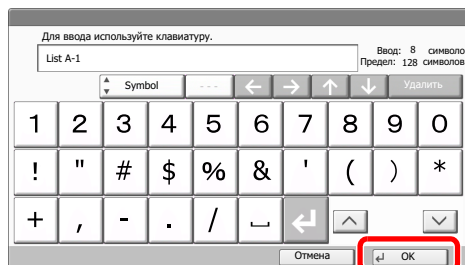 Для ввода используйте клавиатуру.
List A-1
Ввод: 8 символо
Предел: 128 символов
Symbol - - - ← → ↑ ↓ Удалить
1 2 3 4 5 6 7 8 9 0
! " # $ % & ' ( ) *
+ , - . / ⎵ ↵
Отмена ↵ OK